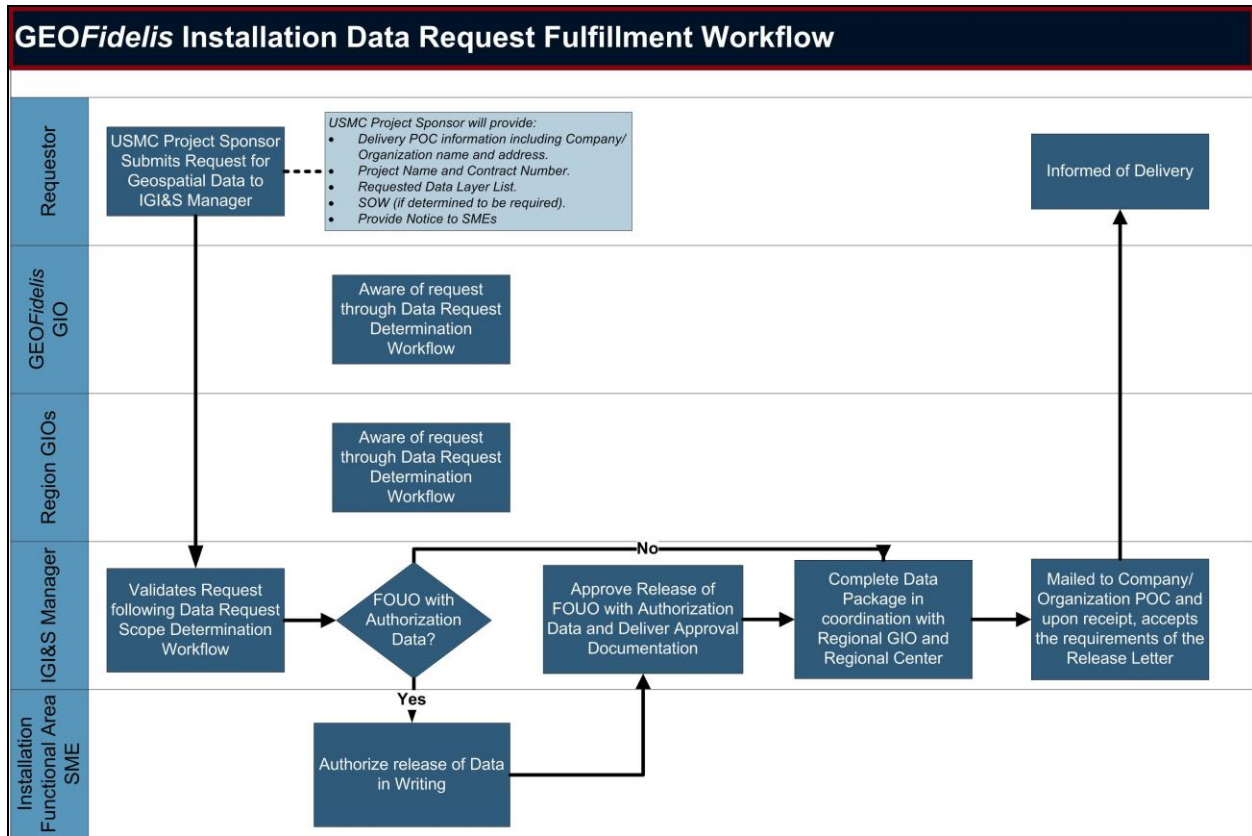 GEOFidelis Installation Data Request Fulfillment Workflow
Requestor
USMC Project Sponsor
Submits Request for
Geospatial Data to
IGI&S Manager
USMC Project Sponsor will provide:
• Delivery POC information including Company/
Organization name and address.
• Project Name and Contract Number.
• Requested Data Layer List.
• SOW (if determined to be required).
• Provide Notice to SMEs
Informed of Delivery
GEOFidelis
GIO
Aware of request
through Data Request
Determination
Workflow
Region GIOs
Aware of request
through Data Request
Determination
Workflow
IGI&S Manager
Validates Request
following Data Request
Scope Determination
Workflow
FOUO with
Authorization
Data?
No
Yes
Approve Release of
FOUO with Authorization
Data and Deliver Approval
Documentation
Complete Data
Package in
coordination with
Regional GIO and
Regional Center
Mailed to Company/
Organization POC and
upon receipt, accepts
the requirements of the
Release Letter
Installation
Functional Area
SME
Authorize release of Data
in Writing